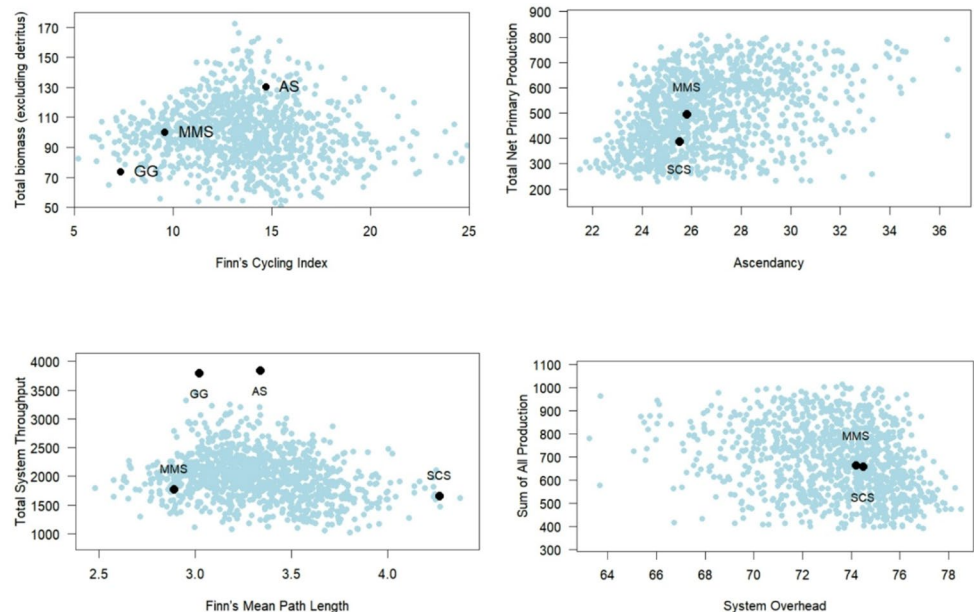 Total biomass (excluding detritus)
170
150
130
110
90
70
50
AS
MMS
GG
5 10 15 20 25
Finn's Cycling Index
Total Net Primary Production
900
800
700
600
500
400
300
200
MMS
SCS
22 24 26 28 30 32 34 36
Ascendancy
Total System Throughput
4000
3500
3000
2500
2000
1500
1000
GG AS
MMS
SCS
2.5 3.0 3.5 4.0
Finn's Mean Path Length
Sum of All Production
1100
1000
900
800
700
600
500
400
300
MMS
SCS
64 66 68 70 72 74 76 78
System Overhead